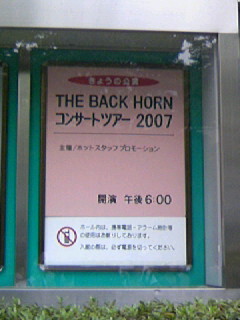 きょうの公演
THE BACK HORN
コンサートツアー 2007
主催/ホットスタッフプロモーション
開演 午後6:00
ホール内は、携帯電話・アラーム時計等
の使用はお断りしております。
入館の際は、必ず電源を切ってください。